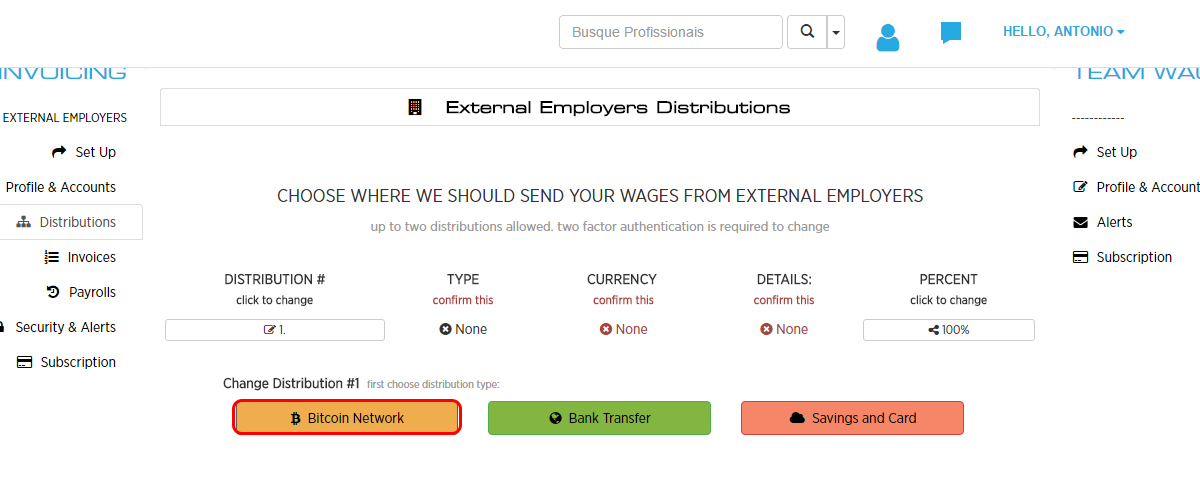 Busque Profissionais
HELLO, ANTONIO
INVOICING
EXTERNAL EMPLOYERS
Set Up
Profile & Accounts
Distributions
Invoices
Payrolls
Security & Alerts
Subscription
External Employers Distributions
CHOOSE WHERE WE SHOULD SEND YOUR WAGES FROM EXTERNAL EMPLOYERS
up to two distributions allowed. two factor authentication is required to change
DISTRIBUTION # TYPE CURRENCY DETAILS: PERCENT
click to change confirm this confirm this confirm this click to change
1. None None None 100%
Change Distribution #1 first choose distribution type:
Bitcoin Network Bank Transfer Savings and Card
TEAM
------------
Set Up
Profile & Account
Alerts
Subscription